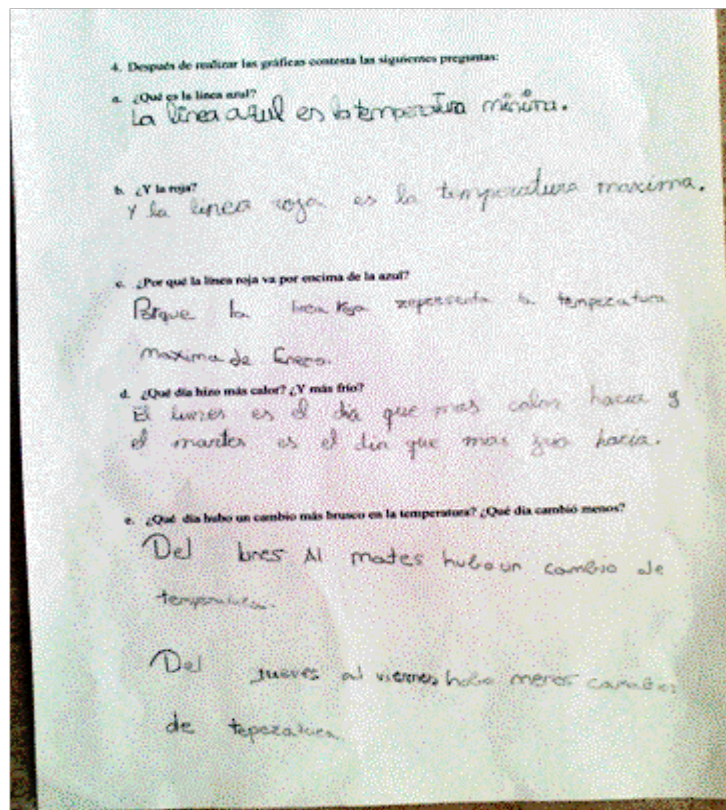 4. Después de realizar las gráficas contesta las siguientes preguntas:
a. ¿Qué es la línea azul?
La línea azul es la temperatura mínima.
b. ¿Y la roja?
Y la linea roja es la temperatura maxima.
c. ¿Por qué la línea roja va por encima de la azul?
Porque la linea roja representa la temperatura
maxima de Enero.
d. ¿Qué día hizo más calor? ¿Y más frío?
El lunes es el dia que mas calor hacia y
el martes es el dia que mas frio hacia.
e. ¿Qué día hubo un cambio más brusco en la temperatura? ¿Qué día cambió menos?
Del lunes Al mates hubo un cambio de
temperatura.
Del jueves al viernes hubo menos cambios
de tepezatura